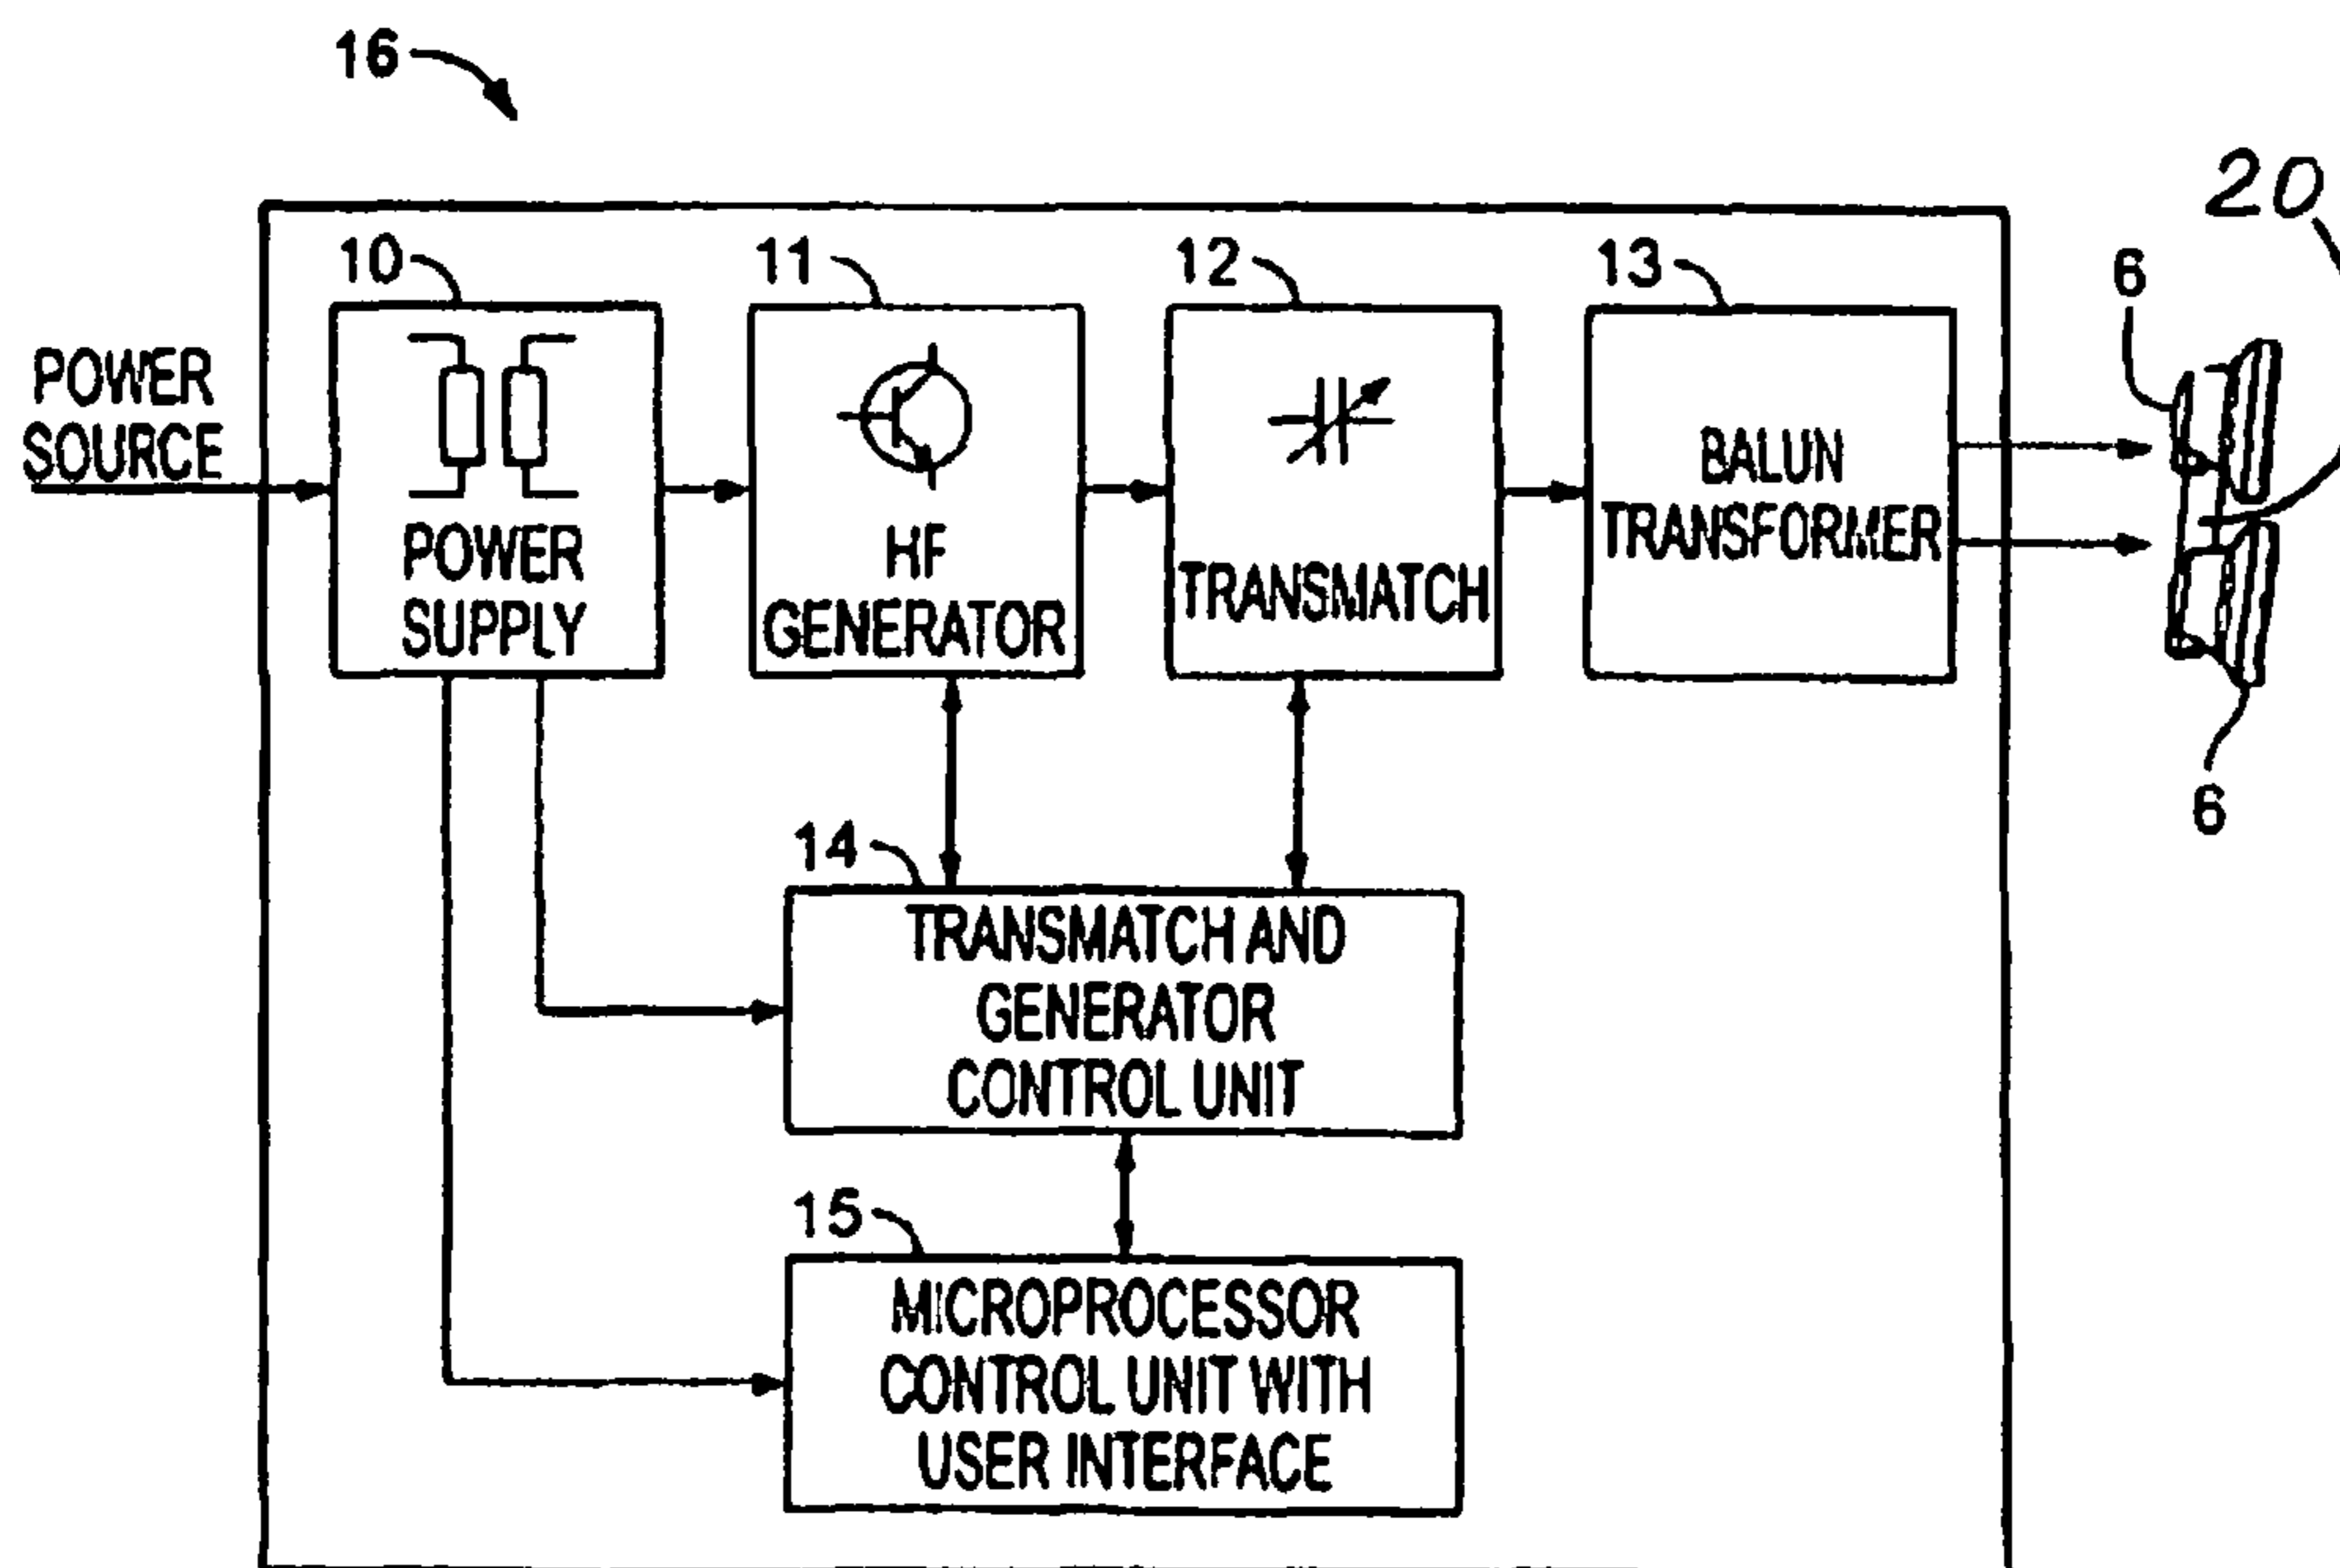 16
20
10
11
12
13
6
POWER
SOURCE
POWER
SUPPLY
HF
GENERATOR
TRANSMATCH
BALUN
TRANSFORMER
6
14
TRANSMATCH AND
GENERATOR
CONTROL UNIT
15
MICROPROCESSOR
CONTROL UNIT WITH
USER INTERFACE